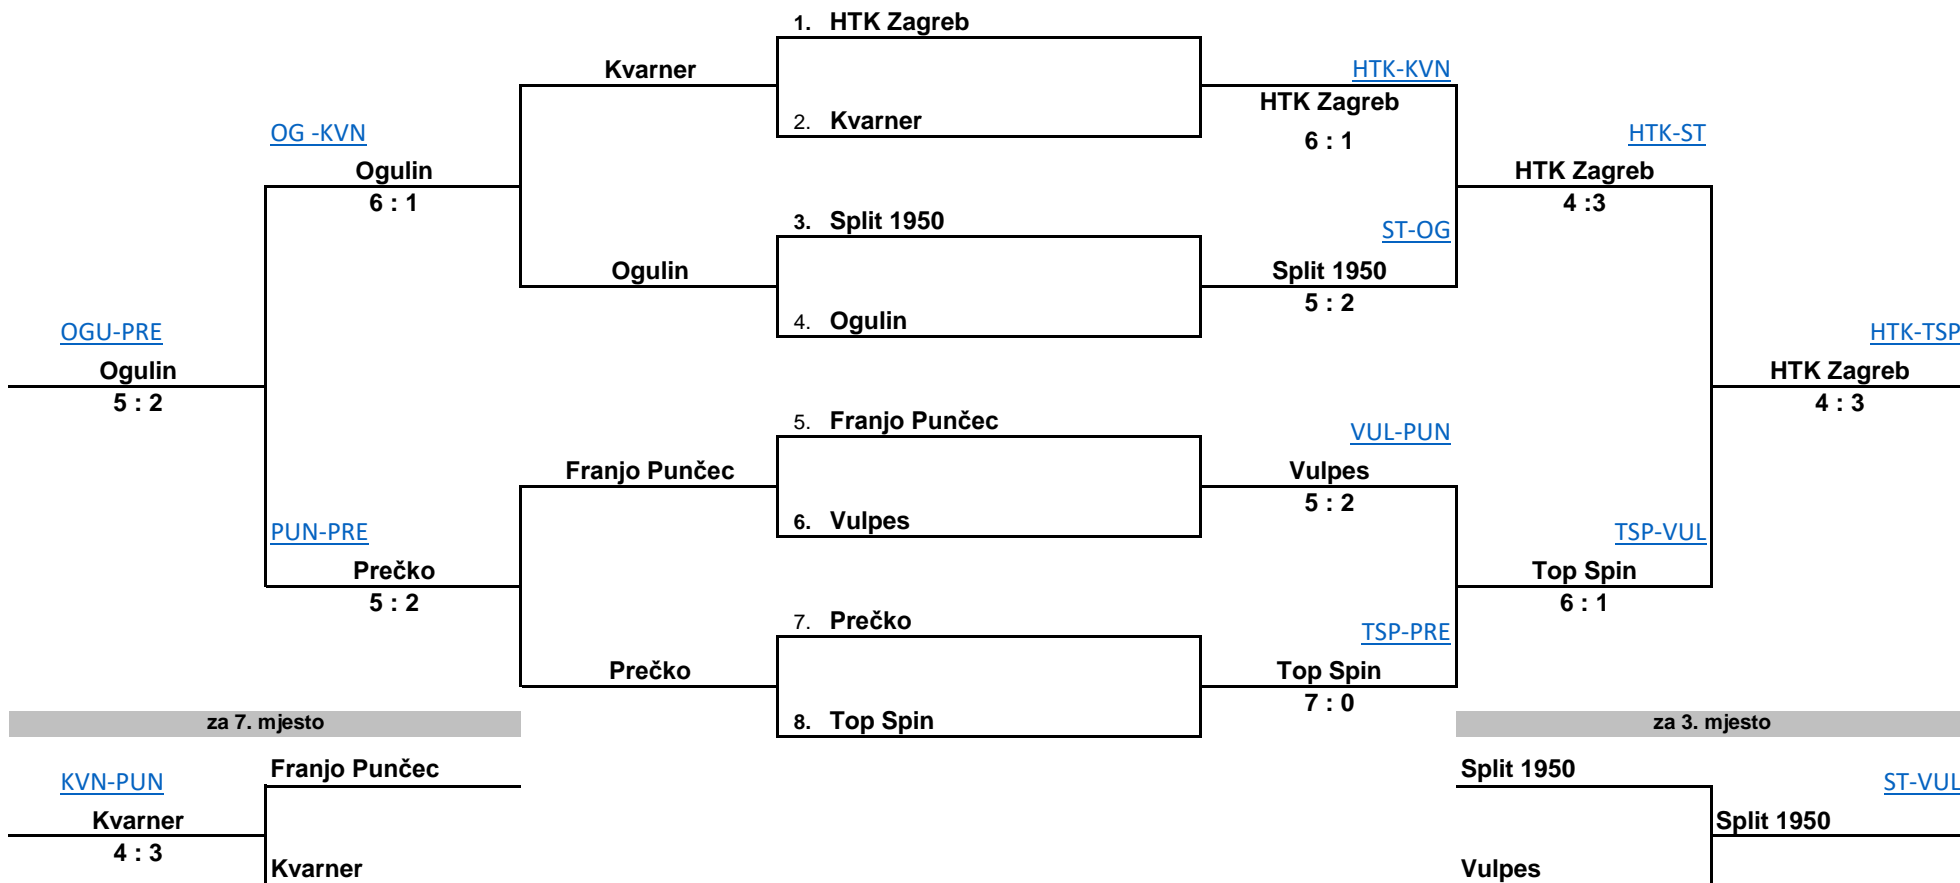 1. HTK Zagreb
Kvarner
HTK-KVN
HTK Zagreb
2. Kvarner
OG -KVN
6 : 1
HTK-ST
Ogulin
HTK Zagreb
6 : 1
4 :3
3. Split 1950
ST-OG
Ogulin
Split 1950
5 : 2
4. Ogulin
OGU-PRE
HTK-TSP
Ogulin
HTK Zagreb
5 : 2
4 : 3
5. Franjo Punčec
VUL-PUN
Franjo Punčec
Vulpes
5 : 2
6. Vulpes
PUN-PRE
TSP-VUL
Prečko
Top Spin
5 : 2
6 : 1
7. Prečko
TSP-PRE
Prečko
Top Spin
7 : 0
8. Top Spin
za 7. mjesto
za 3. mjesto
Franjo Punčec
Split 1950
KVN-PUN
ST-VUL
Kvarner
Split 1950
4 : 3
Kvarner
Vulpes